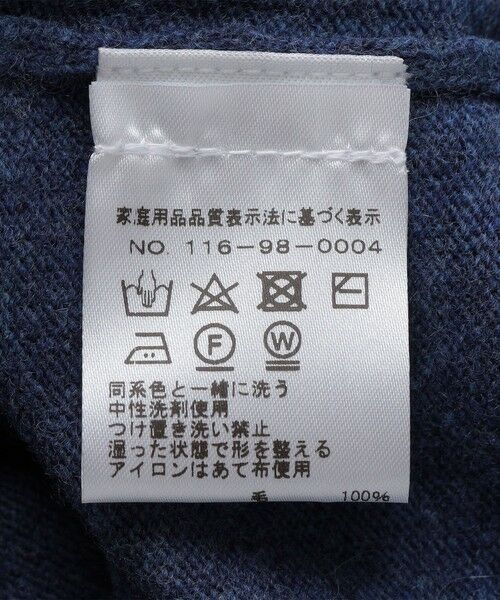 家庭用品品質表示法に基づく表示
NO. 116-98-0004
F W
同系色と一緒に洗う
中性洗剤使用
つけ置き洗い禁止
湿った状態で形を整える
アイロンはあて布使用
毛 100%